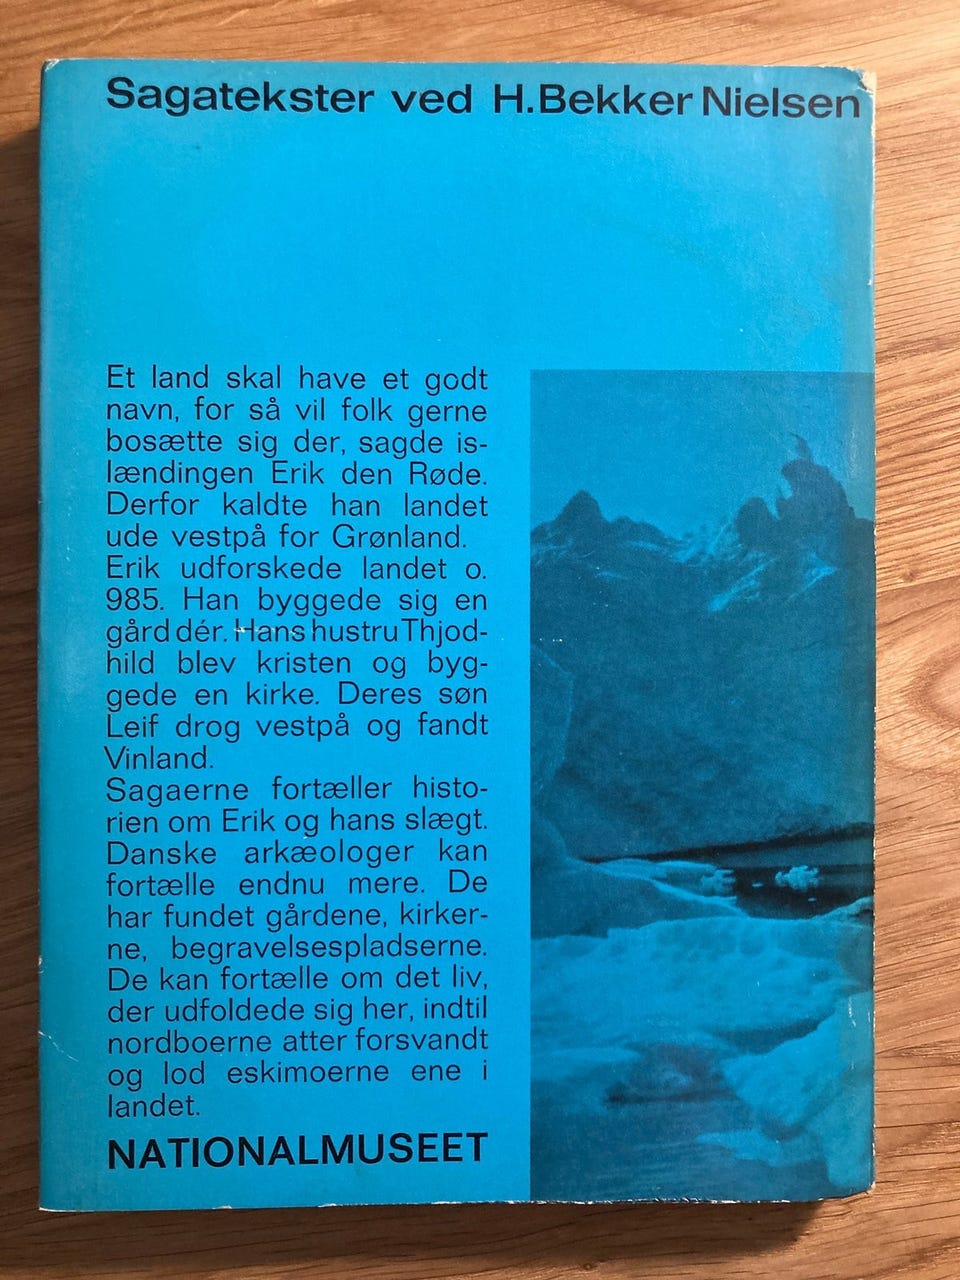 Sagatekster ved H.Bekker Nielsen
Et land skal have et godt
navn, for så vil folk gerne
bosætte sig der, sagde is-
lændingen Erik den Røde.
Derfor kaldte han landet
ude vestpå for Grønland.
Erik udforskede landet o.
985. Han byggede sig en
gård dér. Hans hustru Thjod-
hild blev kristen og byg-
gede en kirke. Deres søn
Leif drog vestpå og fandt
Vinland.
Sagaerne fortæller histo-
rien om Erik og hans slægt.
Danske arkæologer kan
fortælle endnu mere. De
har fundet gårdene, kirker-
ne, begravelsespladserne.
De kan fortælle om det liv,
der udfoldede sig her, indtil
nordboerne atter forsvandt
og lod eskimoerne ene i
landet.
NATIONALMUSEET